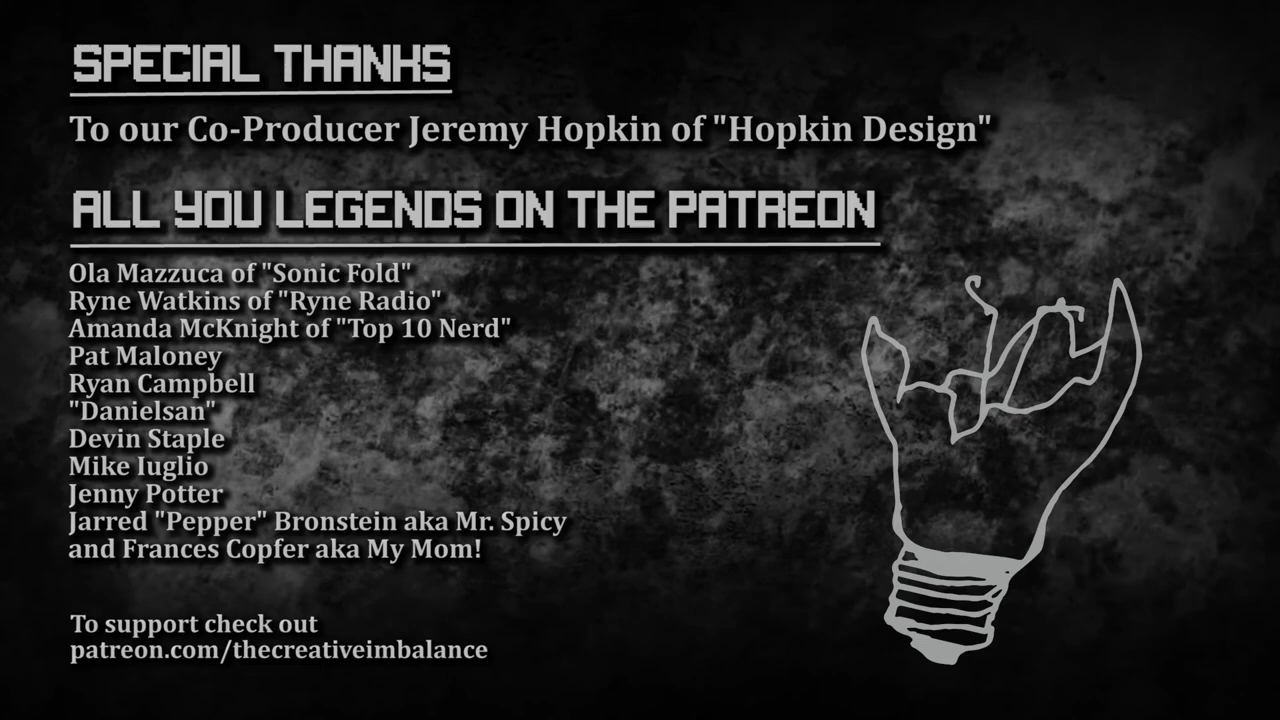 SPECIAL THANKS
To our Co-Producer Jeremy Hopkin of "Hopkin Design"
ALL YOU LEGENDS ON THE PATREON
Ola Mazzuca of "Sonic Fold"
Ryne Watkins of "Ryne Radio"
Amanda McKnight of "Top 10 Nerd"
Pat Maloney
Ryan Campbell
"Danielsan"
Devin Staple
Mike Iuglio
Jenny Potter
Jarred "Pepper" Bronstein aka Mr. Spicy
and Frances Copfer aka My Mom!
To support check out
patreon.com/thecreativeimbalance